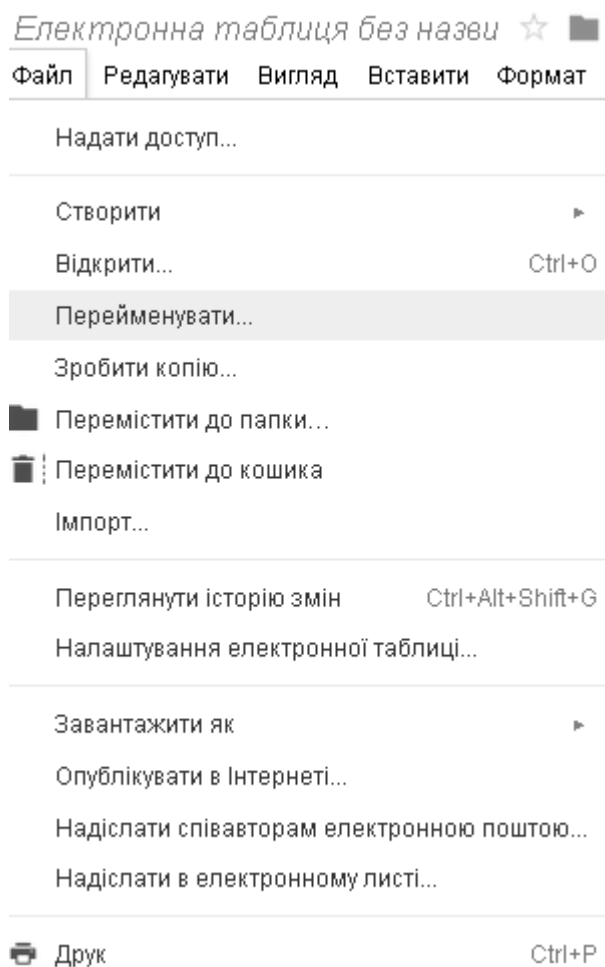 Електронна таблиця без назви
Файл Редагувати Вигляд Вставити Формат
Надати доступ...
Створити
Відкрити... Ctrl+O
Перейменувати...
Зробити копію...
Перемістити до папки...
Перемістити до кошика
Імпорт...
Переглянути історію змін Ctrl+Alt+Shift+G
Налаштування електронної таблиці...
Завантажити як
Опублікувати в Інтернеті...
Надіслати співавторам електронною поштою...
Надіслати в електронному листі...
Друк Ctrl+P